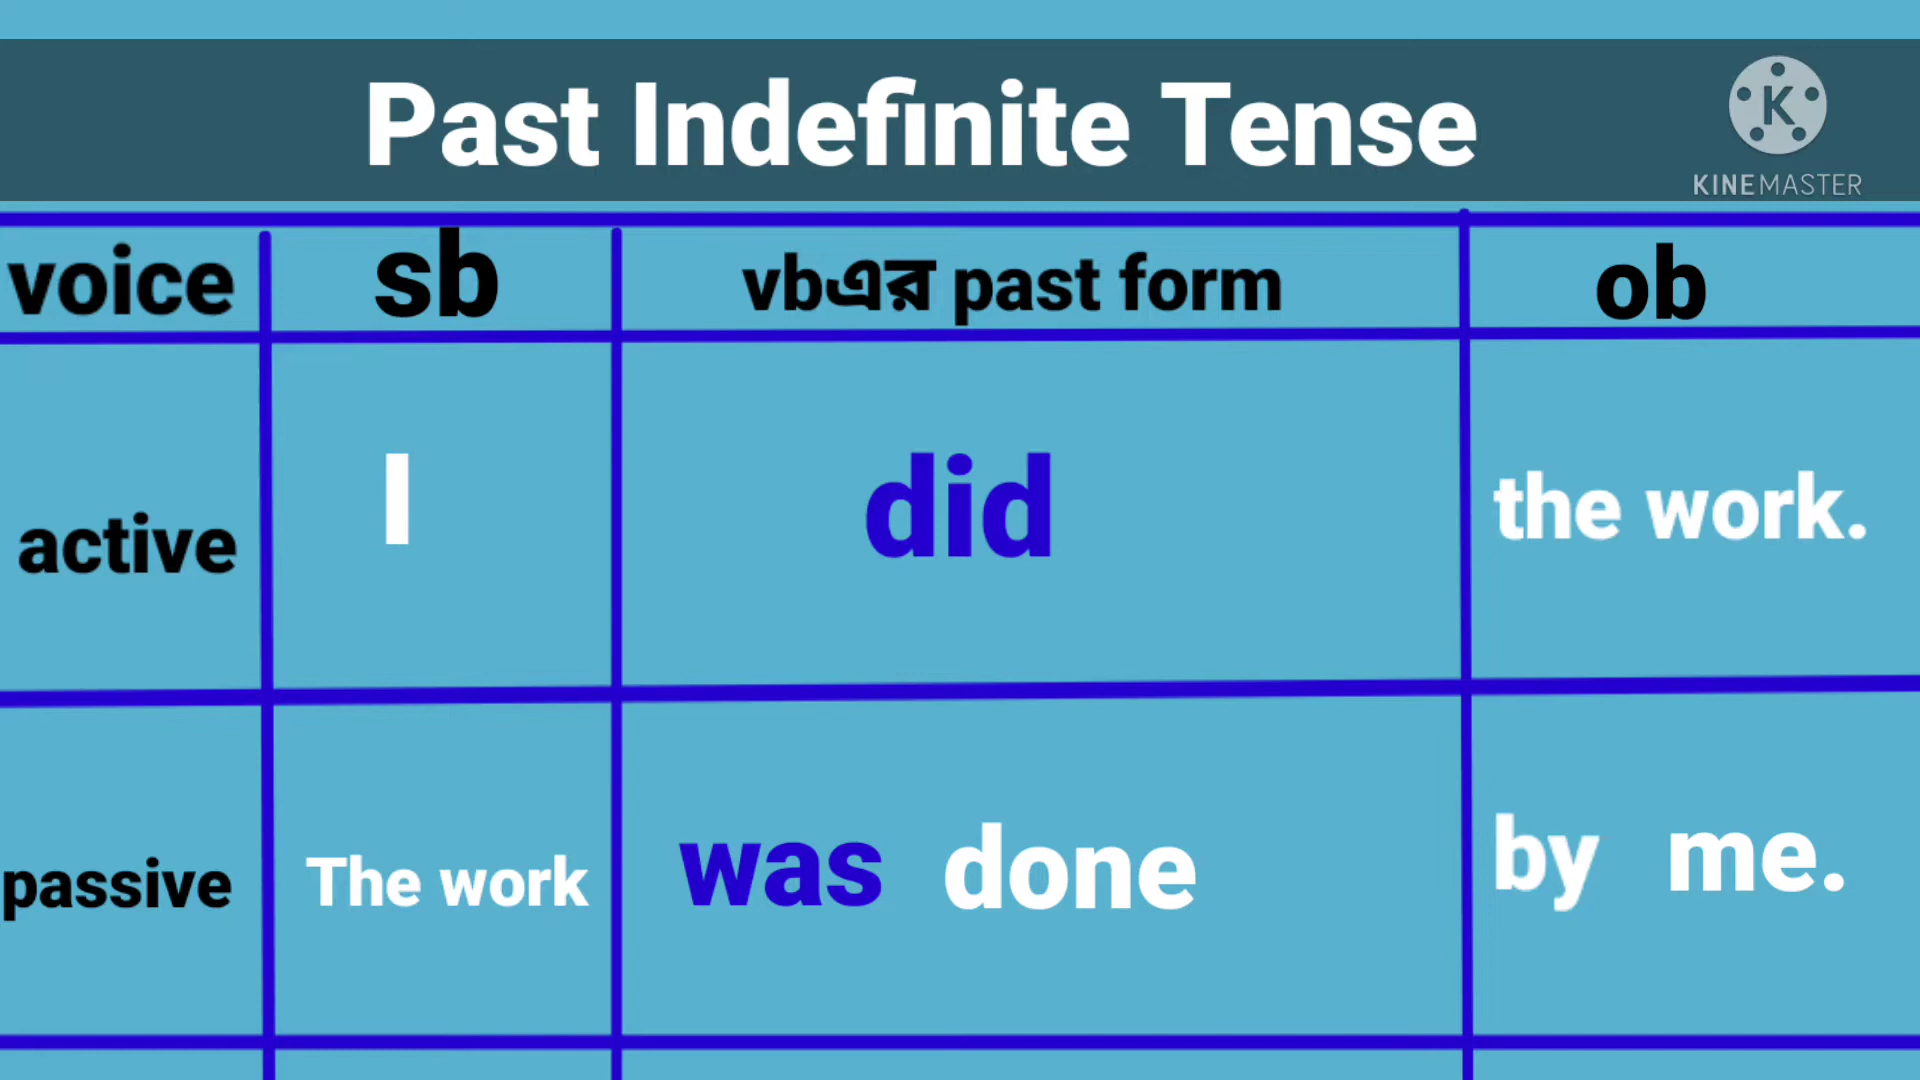 Past Indefinite Tense
KINEMASTER
voice sb vbএর past form ob
active I did the work.
passive The work was done by me.